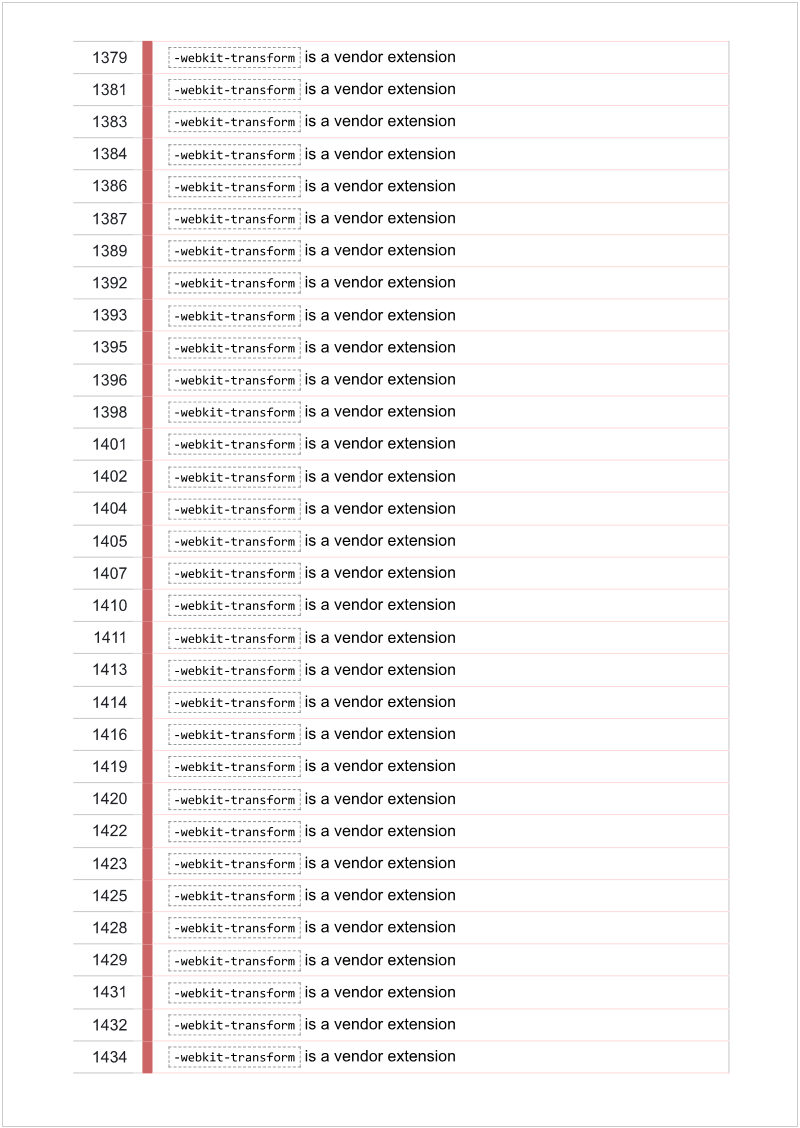 1379 -webkit-transform is a vendor extension
1381 -webkit-transform is a vendor extension
1383 -webkit-transform is a vendor extension
1384 -webkit-transform is a vendor extension
1386 -webkit-transform is a vendor extension
1387 -webkit-transform is a vendor extension
1389 -webkit-transform is a vendor extension
1392 -webkit-transform is a vendor extension
1393 -webkit-transform is a vendor extension
1395 -webkit-transform is a vendor extension
1396 -webkit-transform is a vendor extension
1398 -webkit-transform is a vendor extension
1401 -webkit-transform is a vendor extension
1402 -webkit-transform is a vendor extension
1404 -webkit-transform is a vendor extension
1405 -webkit-transform is a vendor extension
1407 -webkit-transform is a vendor extension
1410 -webkit-transform is a vendor extension
1411 -webkit-transform is a vendor extension
1413 -webkit-transform is a vendor extension
1414 -webkit-transform is a vendor extension
1416 -webkit-transform is a vendor extension
1419 -webkit-transform is a vendor extension
1420 -webkit-transform is a vendor extension
1422 -webkit-transform is a vendor extension
1423 -webkit-transform is a vendor extension
1425 -webkit-transform is a vendor extension
1428 -webkit-transform is a vendor extension
1429 -webkit-transform is a vendor extension
1431 -webkit-transform is a vendor extension
1432 -webkit-transform is a vendor extension
1434 -webkit-transform is a vendor extension